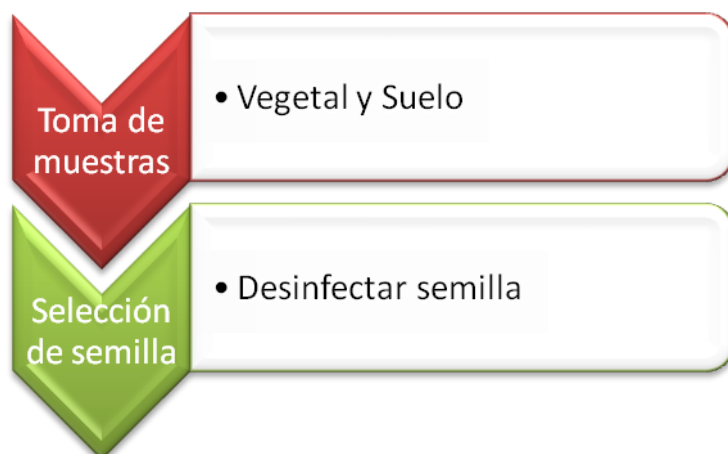 Toma de
muestras
• Vegetal y Suelo
Selección
de semilla
• Desinfectar semilla